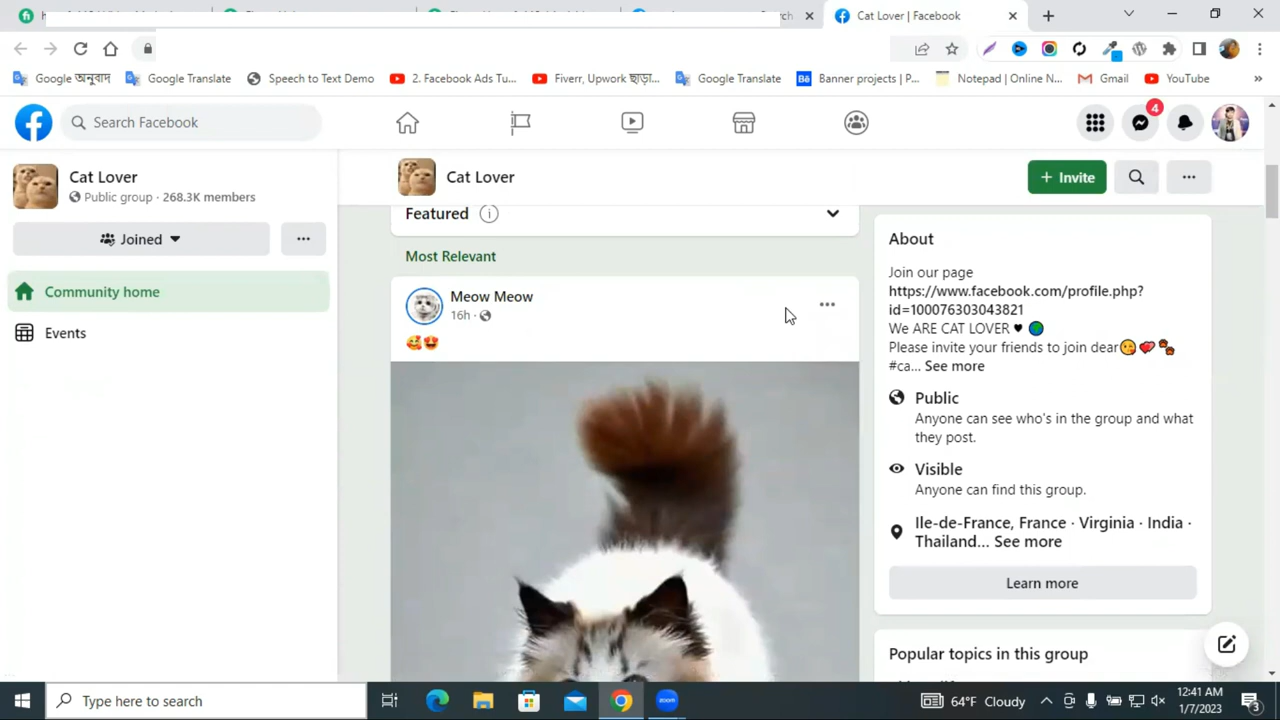 Cat Lover | Facebook
Google অনুবাদ
Google Translate
Speech to Text Demo
2. Facebook Ads Tu...
Fiverr, Upwork ছাড়া...
Google Translate
Banner projects | P...
Notepad | Online N...
Gmail
YouTube
»
Search Facebook
4
Cat Lover
Public group · 268.3K members
Joined
Community home
Events
Cat Lover
+ Invite
Featured
Most Relevant
Meow Meow
16h ·
About
Join our page
https://www.facebook.com/profile.php?
id=100076303043821
We ARE CAT LOVER ♥ 🌎
Please invite your friends to join dear😘💋🐾
#ca... See more
Public
Anyone can see who's in the group and what
they post.
Visible
Anyone can find this group.
Ile-de-France, France · Virginia · India ·
Thailand... See more
Learn more
Popular topics in this group
Type here to search
zoom
64°F Cloudy
12:41 AM
1/7/2023
3